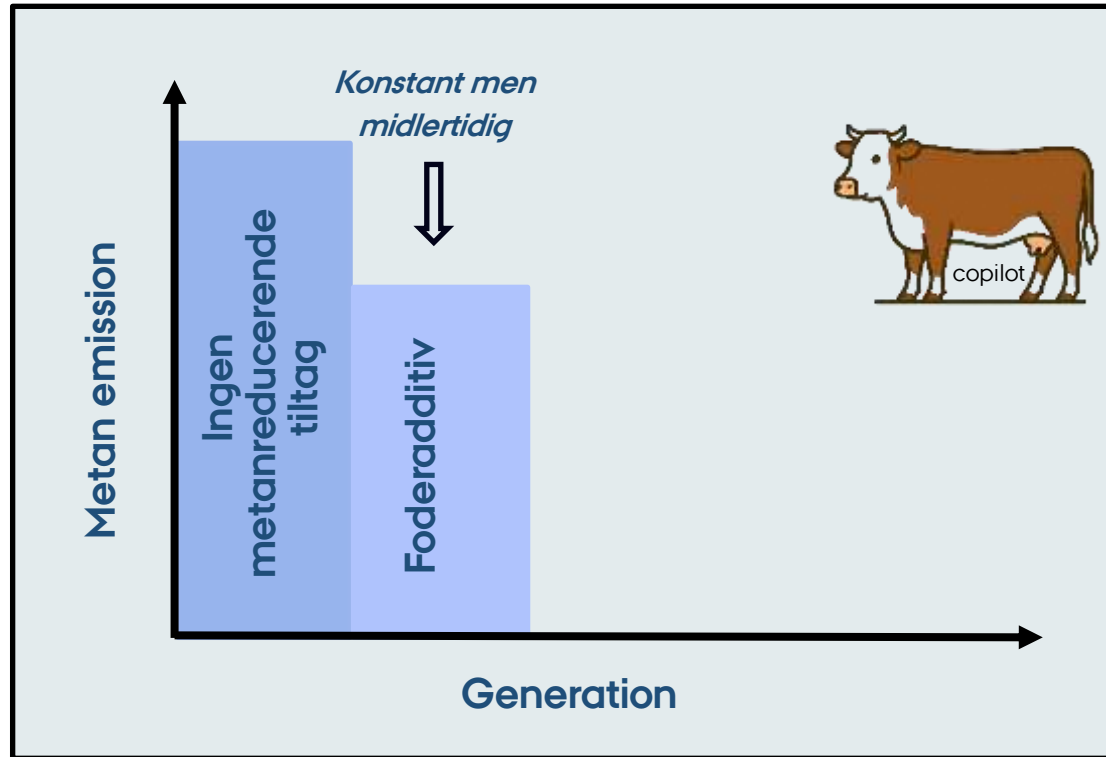 Konstant men
midlertidig
copilot
Metan emission
Ingen
metanreducerende
tiltag
Foderadditiv
Generation